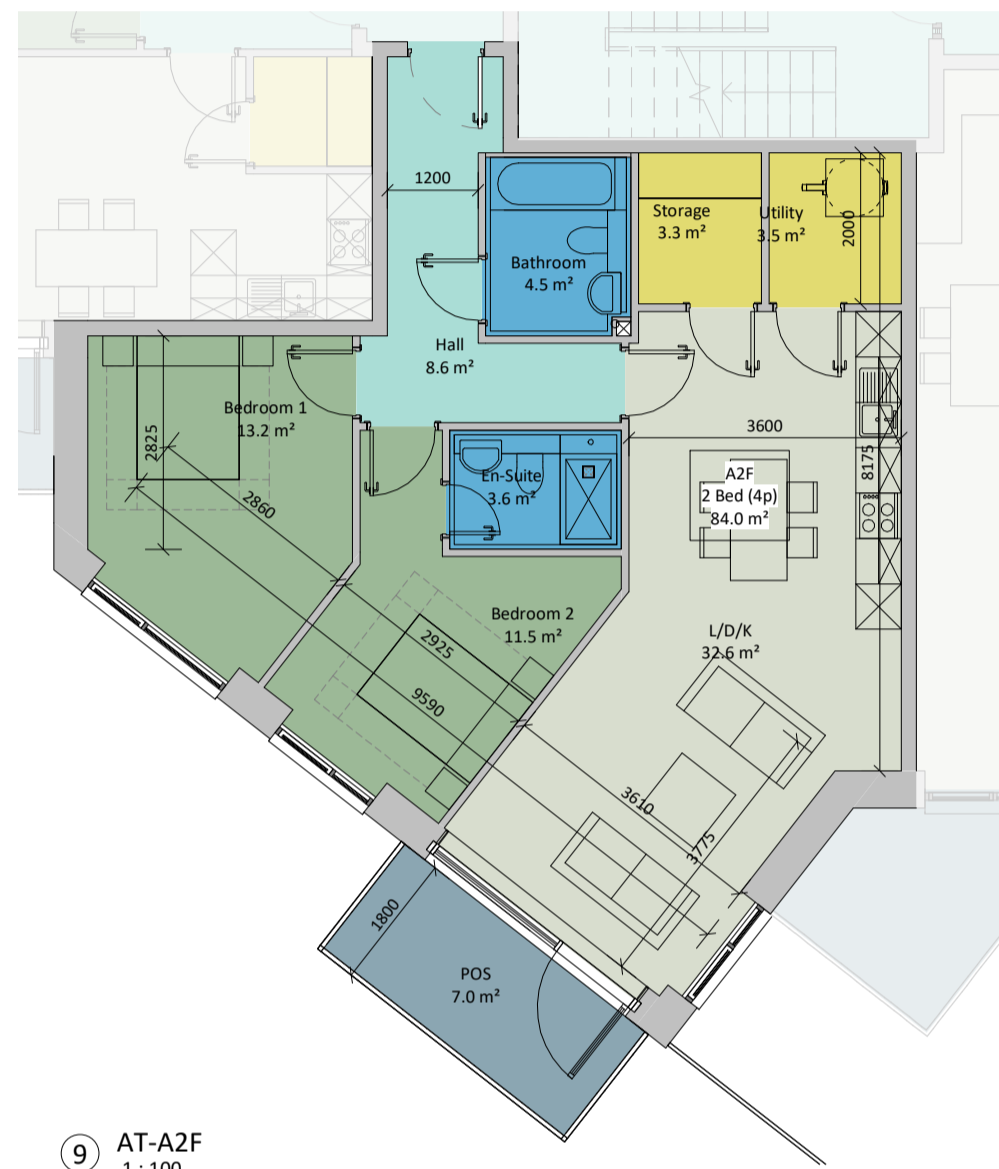 1200
Storage
3.3 m²
Utility
3.5 m²
2000
Bathroom
4.5 m²
Hall
8.6 m²
Bedroom 1
13.2 m²
2825
2860
3600
8175
En-Suite
3.6 m²
A2F
2 Bed (4p)
84.0 m²
Bedroom 2
11.5 m²
2925
9590
L/D/K
32.6 m²
3610
3775
1800
POS
7.0 m²
9
AT-A2F
1 : 100